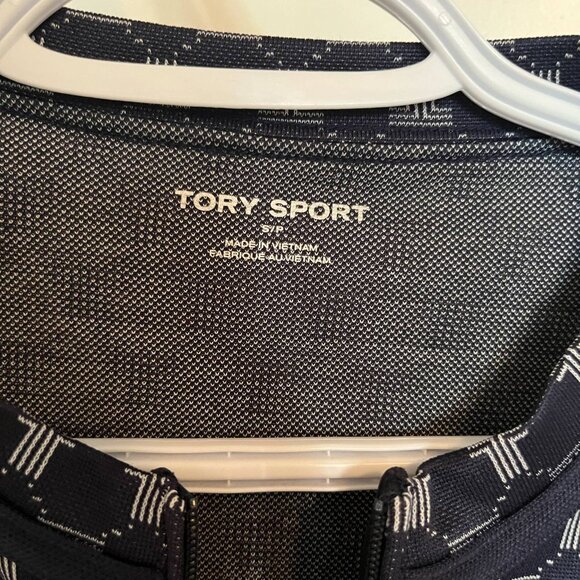 TORY SPORT
S/P
MADE IN VIETNAM
FABRIQUE AU VIETNAM